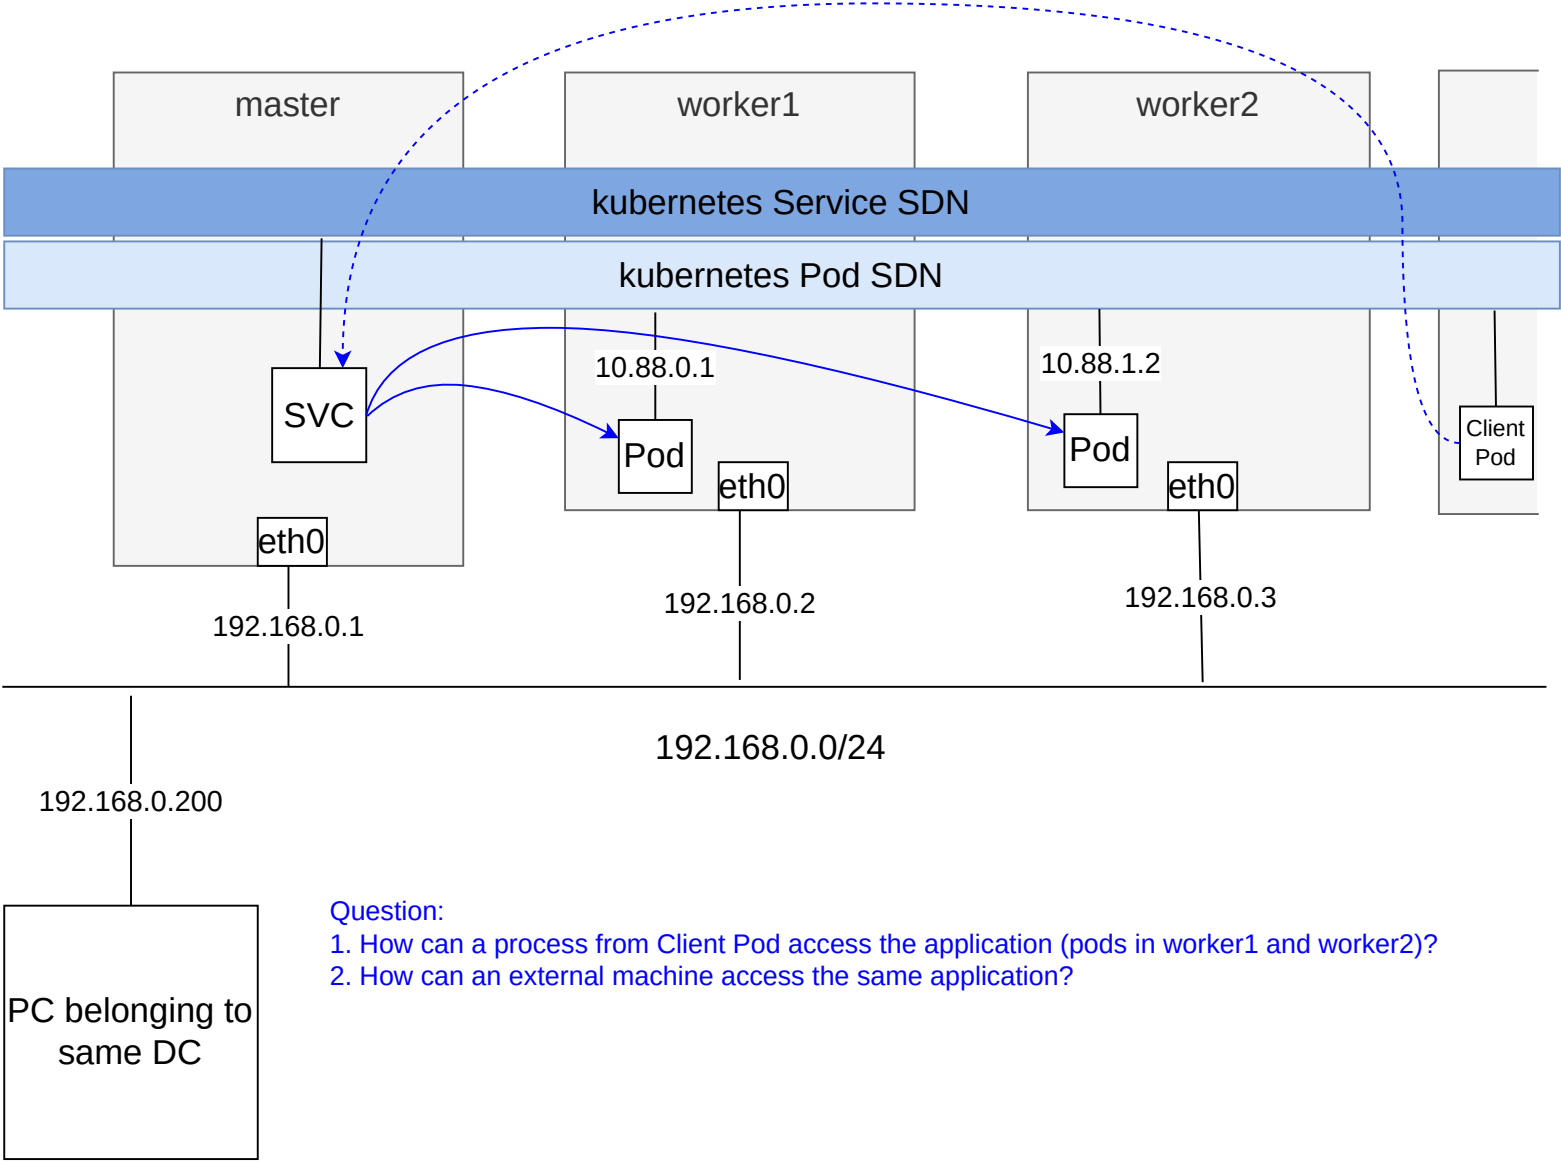 master
worker1
worker2
kubernetes Service SDN
kubernetes Pod SDN
10.88.0.1
10.88.1.2
SVC
Pod
Pod
Client
Pod
eth0
eth0
eth0
192.168.0.1
192.168.0.2
192.168.0.3
192.168.0.0/24
192.168.0.200
PC belonging to
same DC
Question:
1. How can a process from Client Pod access the application (pods in worker1 and worker2)?
2. How can an external machine access the same application?